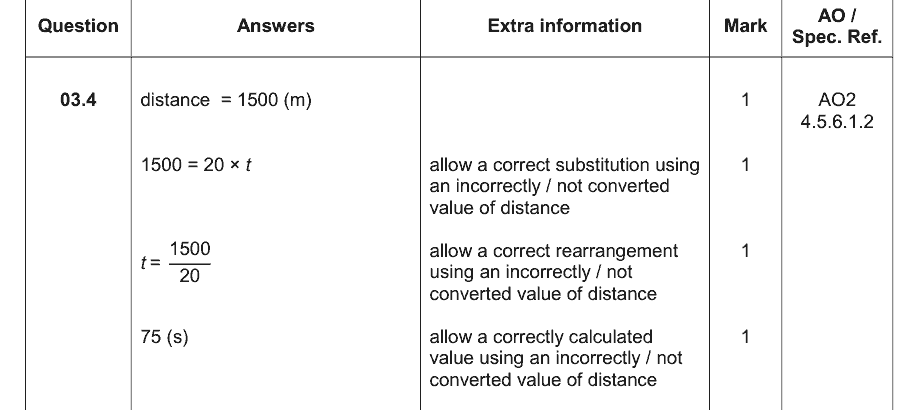 Question Answers Extra information Mark AO /
Spec. Ref.
03.4 distance = 1500 (m) 1 AO2
4.5.6.1.2
1500 = 20 × t allow a correct substitution using 1
an incorrectly / not converted
value of distance
t = 1500
20
allow a correct rearrangement 1
using an incorrectly / not
converted value of distance
75 (s) allow a correctly calculated 1
value using an incorrectly / not
converted value of distance